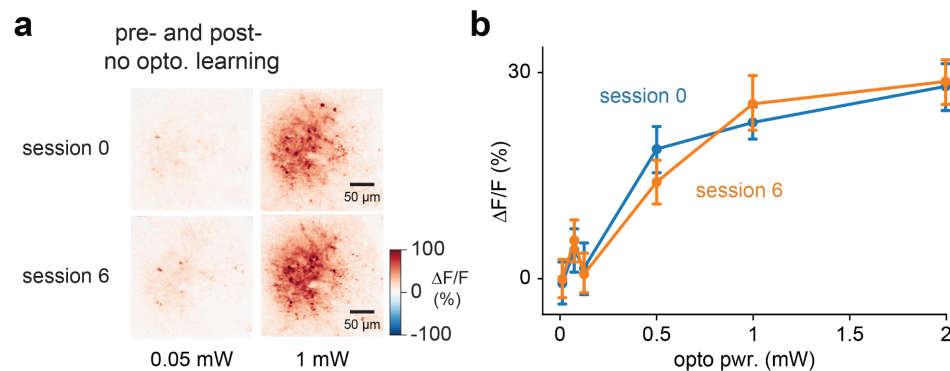 a
pre- and post-
no opto. learning
session 0
50 µm
session 6
50 µm
100
0
-100
ΔF/F
(%)
0.05 mW
1 mW
b
30
0
ΔF/F (%)
session 0
session 6
0
0.5
1
1.5
2
opto pwr. (mW)